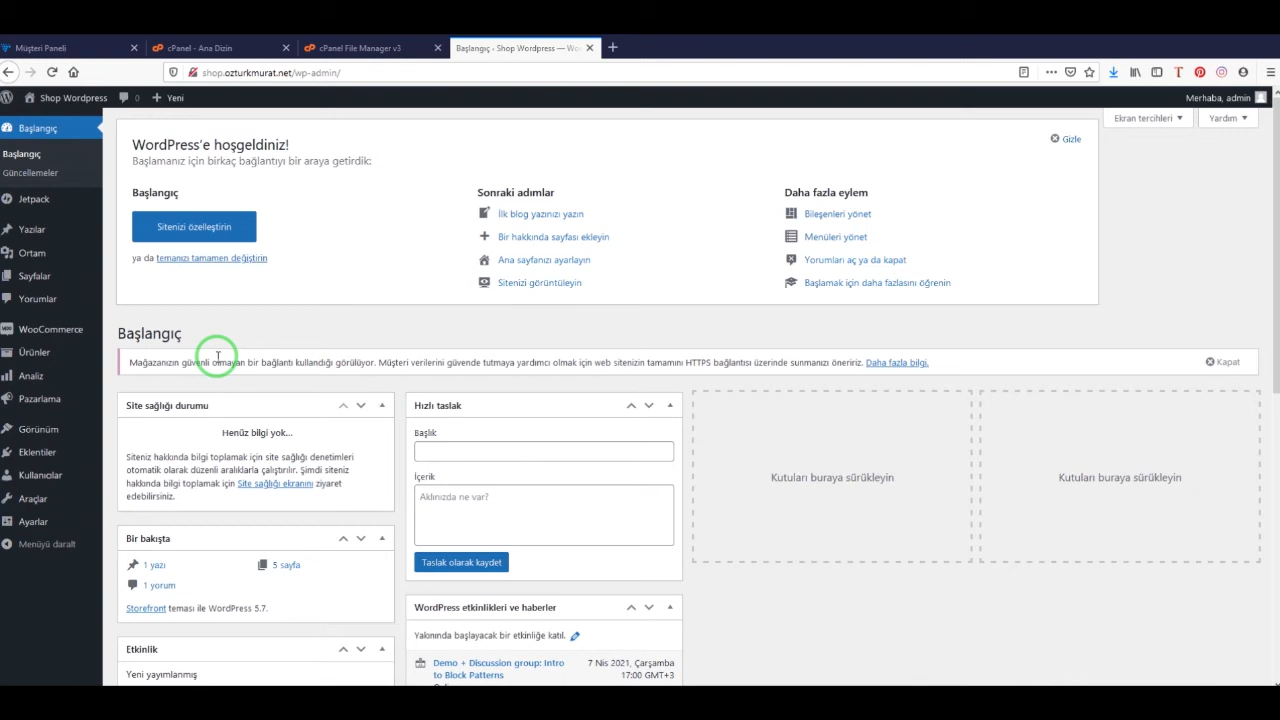 Müşteri Paneli
cPanel - Ana Dizin
cPanel File Manager v3
Başlangıç ‹ Shop Wordpress — Wo
shop.ozturkmurat.net/wp-admin/
Shop Wordpress
0
Yeni
Merhaba, admin
Başlangıç
Başlangıç
Güncellemeler
Jetpack
Yazılar
Ortam
Sayfalar
Yorumlar
WooCommerce
Ürünler
Analiz
Pazarlama
Görünüm
Eklentiler
Kullanıcılar
Araçlar
Ayarlar
Menüyü daralt
Ekran tercihleri
Yardım
WordPress'e hoşgeldiniz!
Gizle
Başlamanız için birkaç bağlantıyı bir araya getirdik:
Başlangıç
Sitenizi özelleştirin
ya da temanızı tamamen değiştirin
Sonraki adımlar
İlk blog yazınızı yazın
Bir hakkında sayfası ekleyin
Ana sayfanızı ayarlayın
Sitenizi görüntüleyin
Daha fazla eylem
Bileşenleri yönet
Menüleri yönet
Yorumları aç ya da kapat
Başlamak için daha fazlasını öğrenin
Başlangıç
Mağazanızın güvenli olmayan bir bağlantı kullandığı görülüyor. Müşteri verilerini güvende tutmaya yardımcı olmak için web sitenizin tamamını HTTPS bağlantısı üzerinde sunmanızı öneririz. Daha fazla bilgi.
Kapat
Site sağlığı durumu
Henüz bilgi yok...
Siteniz hakkında bilgi toplamak için site sağlığı denetimleri
otomatik olarak düzenli aralıklarla çalıştırılır. Şimdi siteniz
hakkında bilgi toplamak için Site sağlığı ekranını ziyaret
edebilirsiniz.
Bir bakışta
1 yazı
5 sayfa
1 yorum
Storefront teması ile WordPress 5.7.
Etkinlik
Yeni yayımlanmış
Hızlı taslak
Başlık
İçerik
Aklınızda ne var?
Taslak olarak kaydet
WordPress etkinlikleri ve haberler
Yakınında başlayacak bir etkinliğe katıl.
Demo + Discussion group: Intro
to Block Patterns
7 Nis 2021, Çarşamba
17:00 GMT+3
Kutuları buraya sürükleyin
Kutuları buraya sürükleyin